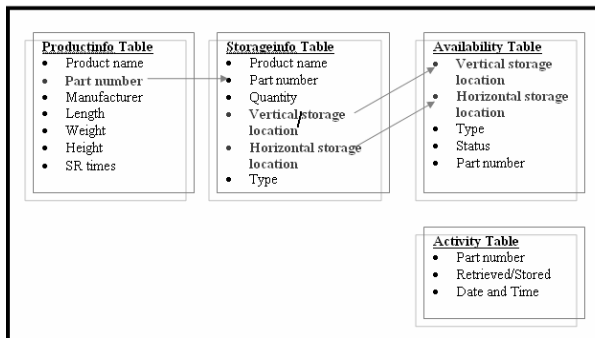 Productinfo Table
• Product name
• Part number
• Manufacturer
• Length
• Weight
• Height
• SR times
Storageinfo Table
• Product name
• Part number
• Quantity
• Vertical storage
location
• Horizontal storage
location
• Type
Availability Table
• Vertical storage
location
• Horizontal storage
location
• Type
• Status
• Part number
Activity Table
• Part number
• Retrieved/Stored
• Date and Time